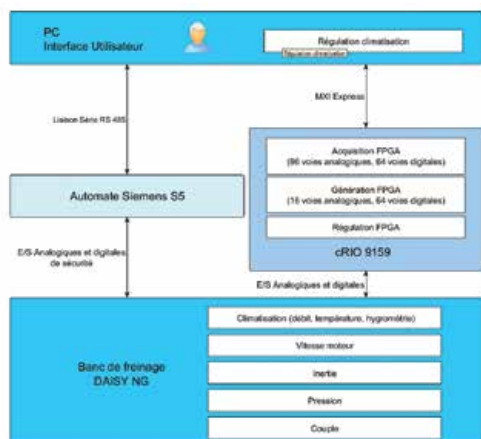 PC
Interface Utilisateur
Régulation climatisation
Régulation climatisation
Liaison Série RS 485
MXI Express
Acquisition FPGA
(96 voies analogiques, 64 voies digitales)
Génération FPGA
(16 voies analogiques, 64 voies digitales)
Régulation FPGA
cRIO 9159
Automate Siemens S5
E/S Analogiques et digitales
de sécurité
E/S Analogiques et digitales
Banc de freinage
DAISY NG
Climatisation (débit, température, hygrométrie)
Vitesse moteur
Inertie
Pression
Couple